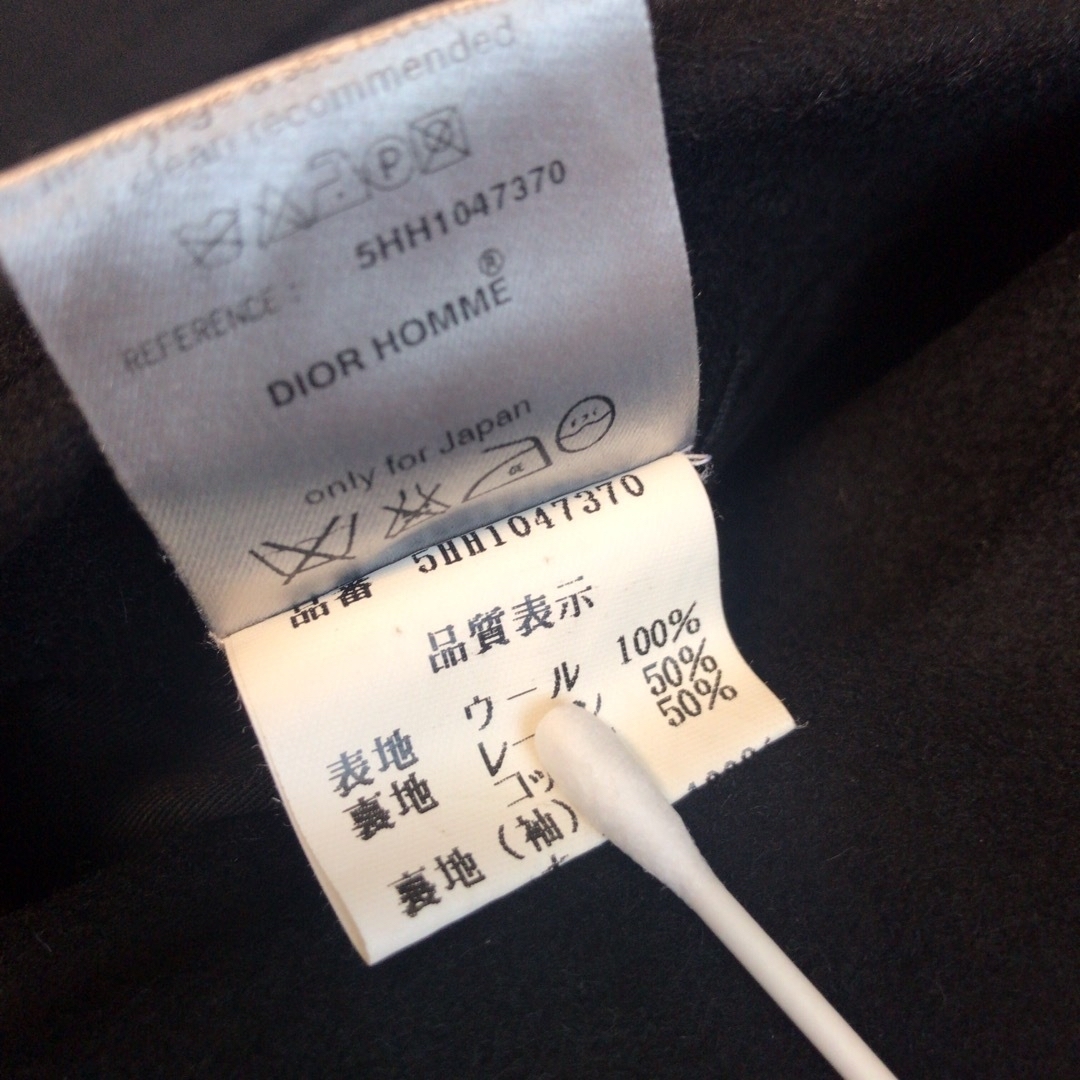 clean recommended
REFERENCE : 5HH1047370
DIOR HOMME®
only for Japan
品番 5HH1047370
品質表示
表地 ウール 100%
裏地 50%
50%
裏地 (袖)